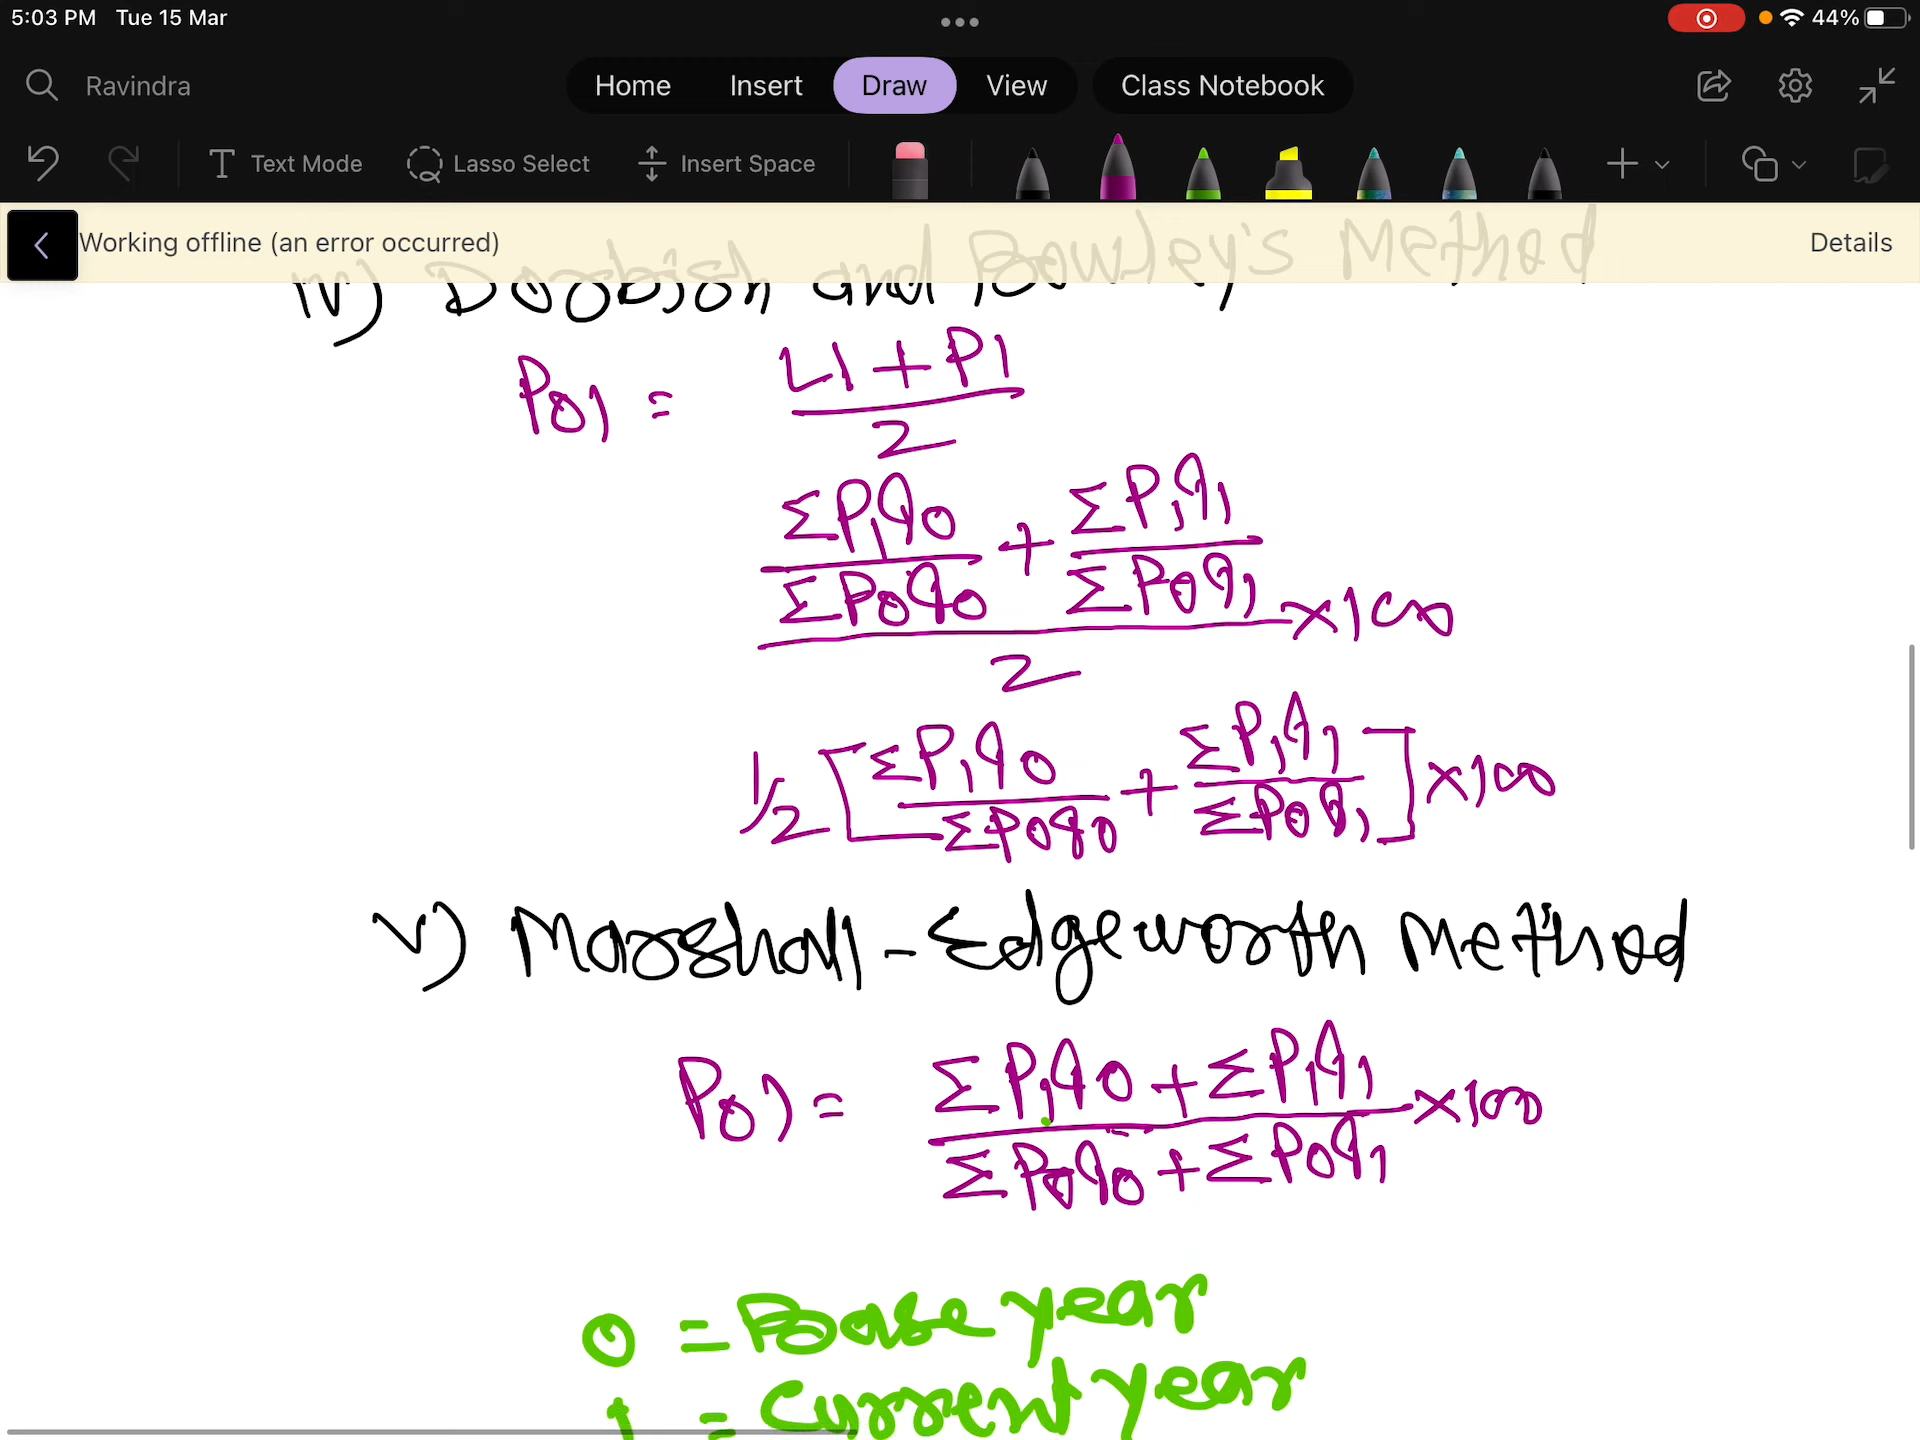 5:03 PM Tue 15 Mar
44%
Ravindra
Home Insert Draw View Class Notebook
Text Mode Lasso Select Insert Space
Working offline (an error occurred) Details
iv) Dorbish and Bowley's Method
P01 = (L1 + P1) / 2
(ΣP1q0 / ΣP0q0 + ΣP1q1 / ΣP0q1) / 2 ×100
1/2 [ΣP1q0 / ΣP0q0 + ΣP1q1 / ΣP0q1] ×100
v) Marshall-Edgeworth Method
P01 = (ΣP1q0 + ΣP1q1) / (ΣP0q0 + ΣP0q1) ×100
0 = Base year
1 = Current year